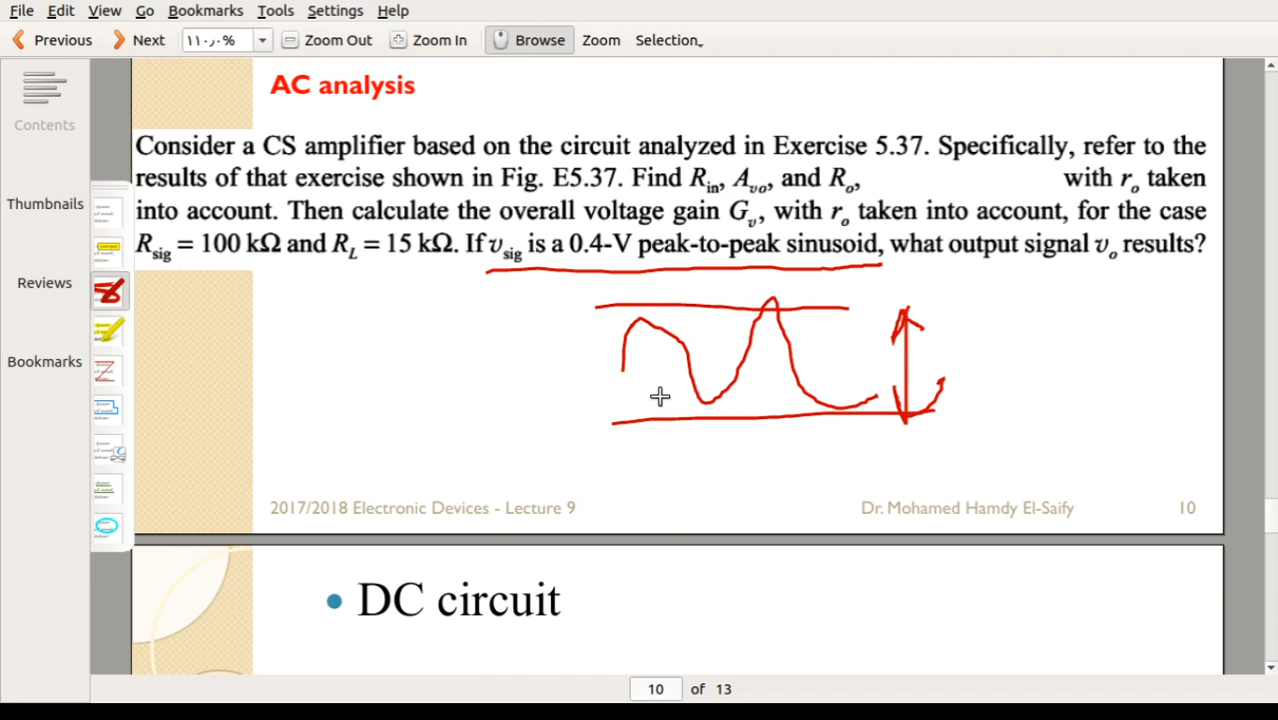 File Edit View Go Bookmarks Tools Settings Help
Previous Next ١١٠٫٠% Zoom Out Zoom In Browse Zoom Selection
Contents
Thumbnails
Reviews
Bookmarks
AC analysis
Consider a CS amplifier based on the circuit analyzed in Exercise 5.37. Specifically, refer to the
results of that exercise shown in Fig. E5.37. Find Rin, Avo, and Ro, with ro taken
into account. Then calculate the overall voltage gain Gv, with ro taken into account, for the case
Rsig = 100 kΩ and RL = 15 kΩ. If υsig is a 0.4-V peak-to-peak sinusoid, what output signal υo results?
2017/2018 Electronic Devices - Lecture 9 Dr. Mohamed Hamdy El-Saify 10
• DC circuit
10 of 13